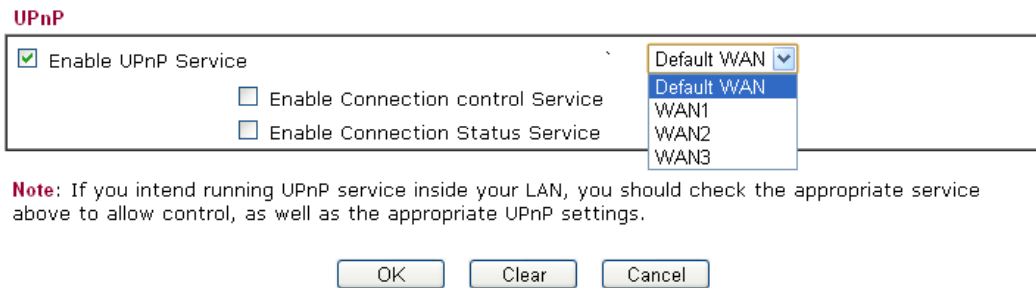 UPnP
Enable UPnP Service ` Default WAN
Default WAN
Enable Connection control Service
WAN1
Enable Connection Status Service
WAN2
WAN3
Note: If you intend running UPnP service inside your LAN, you should check the appropriate service
above to allow control, as well as the appropriate UPnP settings.
OK Clear Cancel